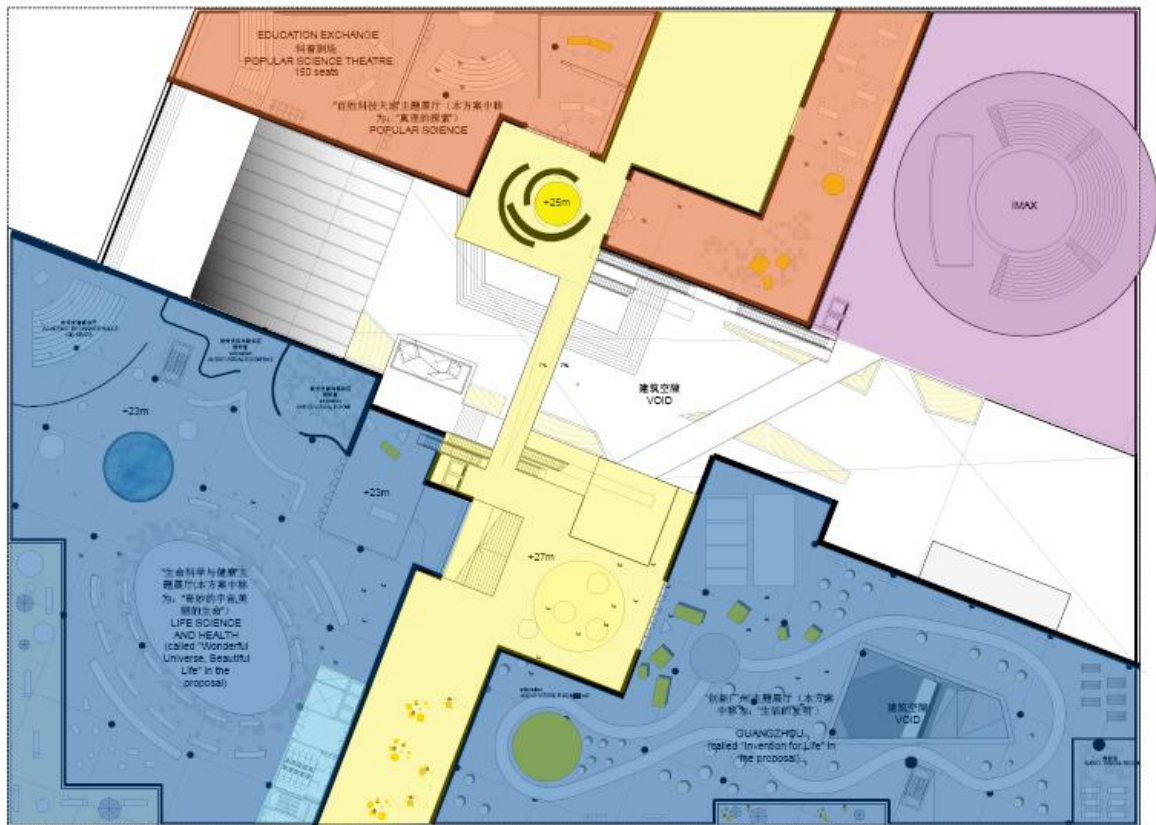 EDUCATION EXCHANGE
科普剧场
POPULAR SCIENCE THEATRE
150 seats
"百姓科技天地"主题展厅（本方案中称
为："真理的探索"）
POPULAR SCIENCE
+25m
IMAX
建筑空隙
VOID
+23m
+23m
+27m
"生命科学与健康"主
题展厅(本方案中称
为："奇妙的宇宙,美
丽的生命")
LIFE SCIENCE
AND HEALTH
(called "Wonderful
Universe, Beautiful
Life" in the
proposal)
"创新广州"主题展厅（本方案
中称为："生活的发明"）
GUANGZHOU
(called "Invention for Life" in
the proposal)
建筑空隙
VOID